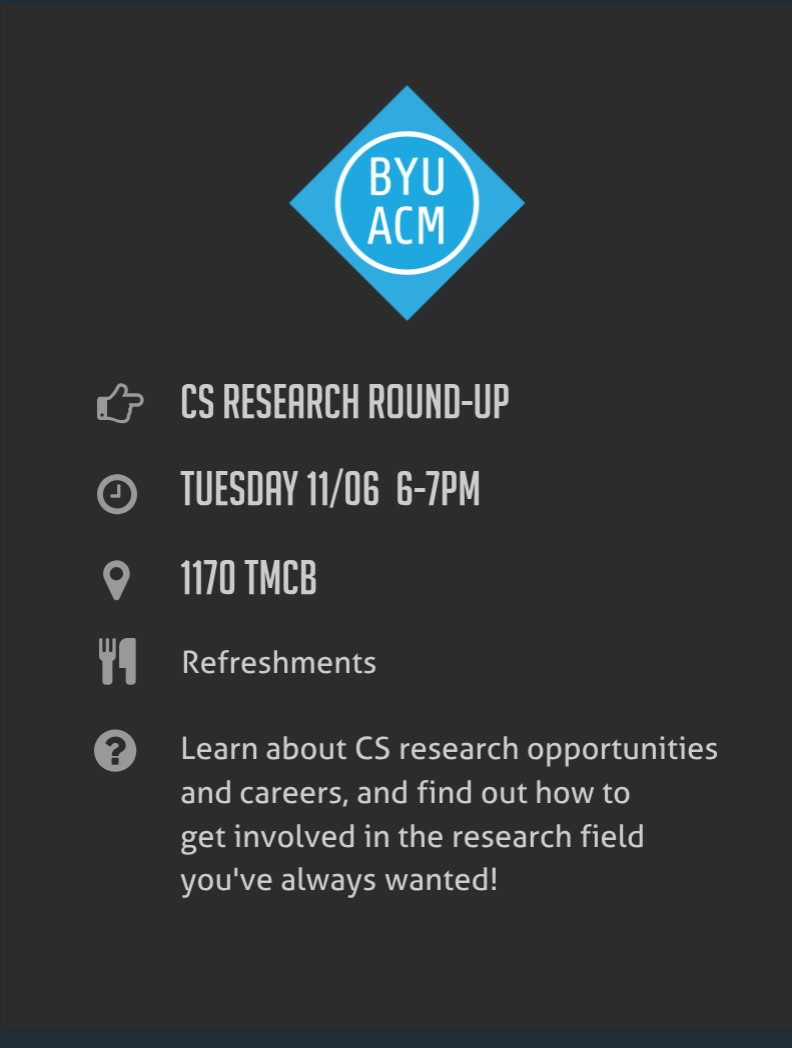 BYU
ACM
CS RESEARCH ROUND-UP
TUESDAY 11/06 6-7PM
1170 TMCB
Refreshments
Learn about CS research opportunities
and careers, and find out how to
get involved in the research field
you've always wanted!